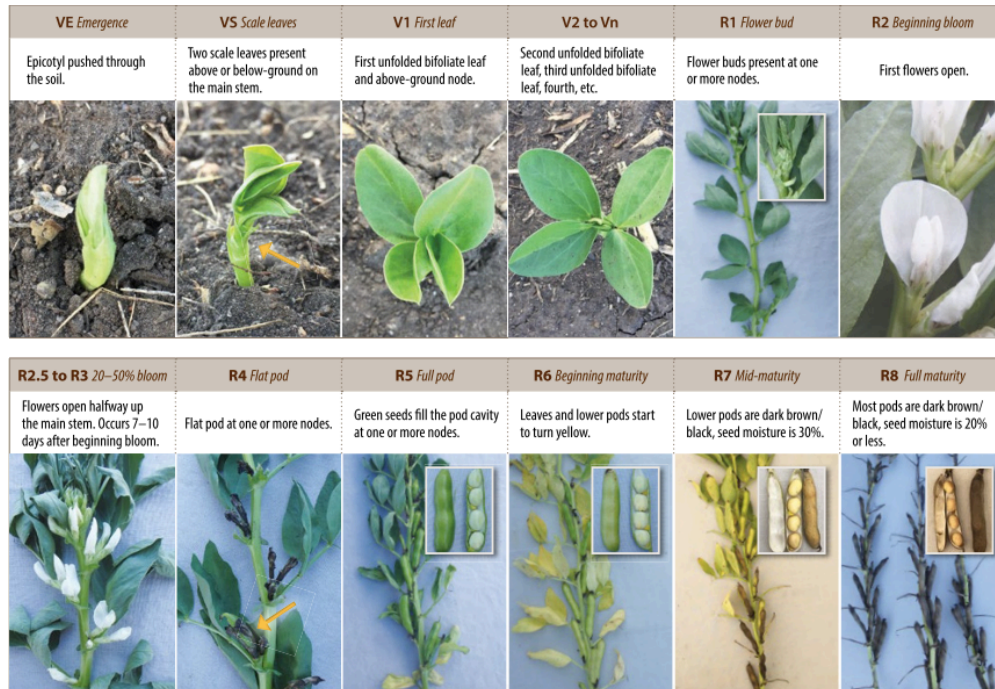 VE Emergence
VS Scale leaves
V1 First leaf
V2 to Vn
R1 Flower bud
R2 Beginning bloom
Epicotyl pushed through
the soil.
Two scale leaves present
above or below-ground on
the main stem.
First unfolded bifoliate leaf
and above-ground node.
Second unfolded bifoliate
leaf, third unfolded bifoliate
leaf, fourth, etc.
Flower buds present at one
or more nodes.
First flowers open.
R2.5 to R3 20–50% bloom
R4 Flat pod
R5 Full pod
R6 Beginning maturity
R7 Mid-maturity
R8 Full maturity
Flowers open halfway up
the main stem. Occurs 7–10
days after beginning bloom.
Flat pod at one or more nodes.
Green seeds fill the pod cavity
at one or more nodes.
Leaves and lower pods start
to turn yellow.
Lower pods are dark brown/
black, seed moisture is 30%.
Most pods are dark brown/
black, seed moisture is 20%
or less.